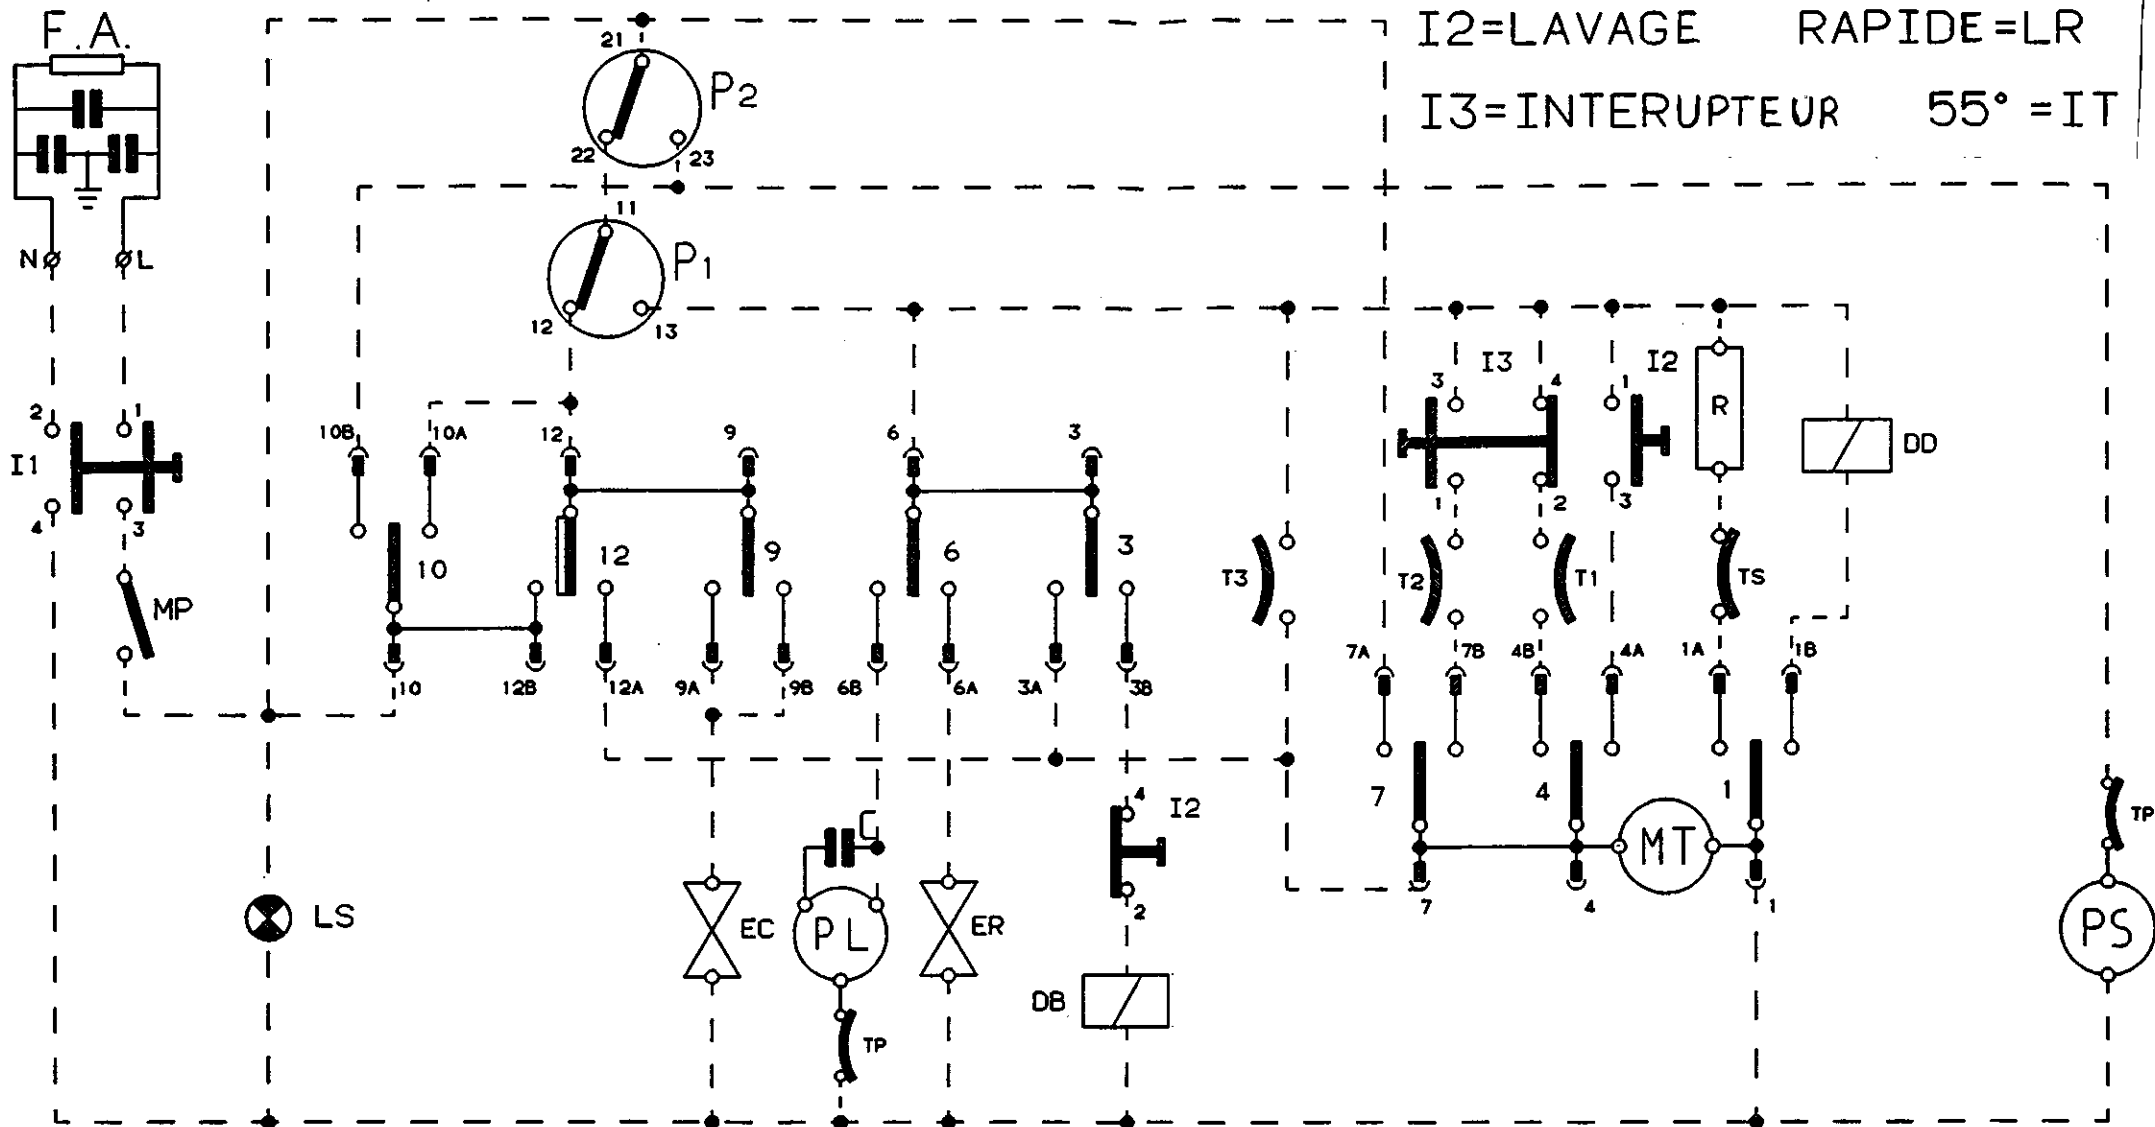 F.A.
I2=LAVAGE RAPIDE=LR
I3=INTERUPTEUR 55°=IT
21
P2
22 23
11
N L
P1
12 13
I3 I2
3 4 1
R
DD
2 1
10B 10A 12 9 6 3
I1
1 2 3
4 3
10 12 9 6 3
T3 T2 T1 TS
MP
7A 7B 4B 4A 1A 1B
10 12B 12A 9A 9B 6B 6A 3A 3B
7 4 1
4 I2
C
MT
TP
7 4 1
2
LS EC PL ER
PS
DB
TP